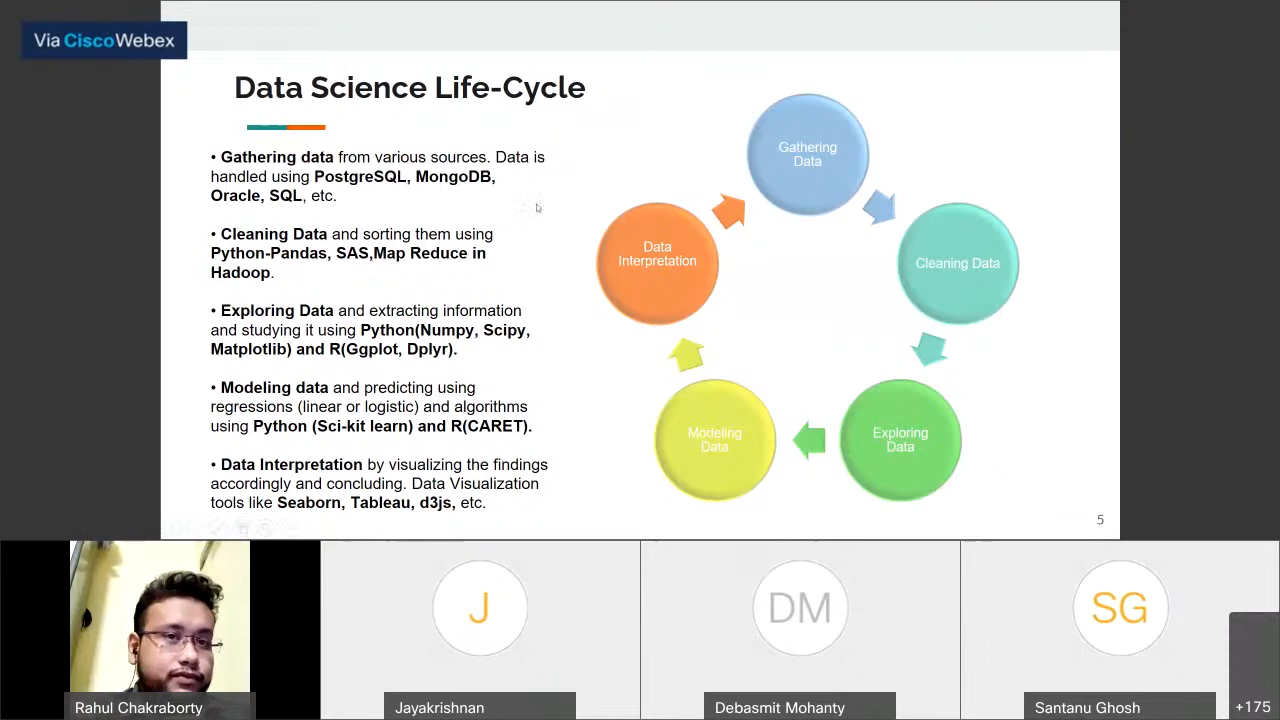 Via CiscoWebex
Data Science Life-Cycle
• Gathering data from various sources. Data is
handled using PostgreSQL, MongoDB,
Oracle, SQL, etc.
• Cleaning Data and sorting them using
Python-Pandas, SAS,Map Reduce in
Hadoop.
• Exploring Data and extracting information
and studying it using Python(Numpy, Scipy,
Matplotlib) and R(Ggplot, Dplyr).
• Modeling data and predicting using
regressions (linear or logistic) and algorithms
using Python (Sci-kit learn) and R(CARET).
• Data Interpretation by visualizing the findings
accordingly and concluding. Data Visualization
tools like Seaborn, Tableau, d3js, etc.
Gathering
Data
Cleaning Data
Exploring
Data
Modeling
Data
Data
Interpretation
5
J
DM
SG
Rahul Chakraborty
Jayakrishnan
Debasmit Mohanty
Santanu Ghosh
+175